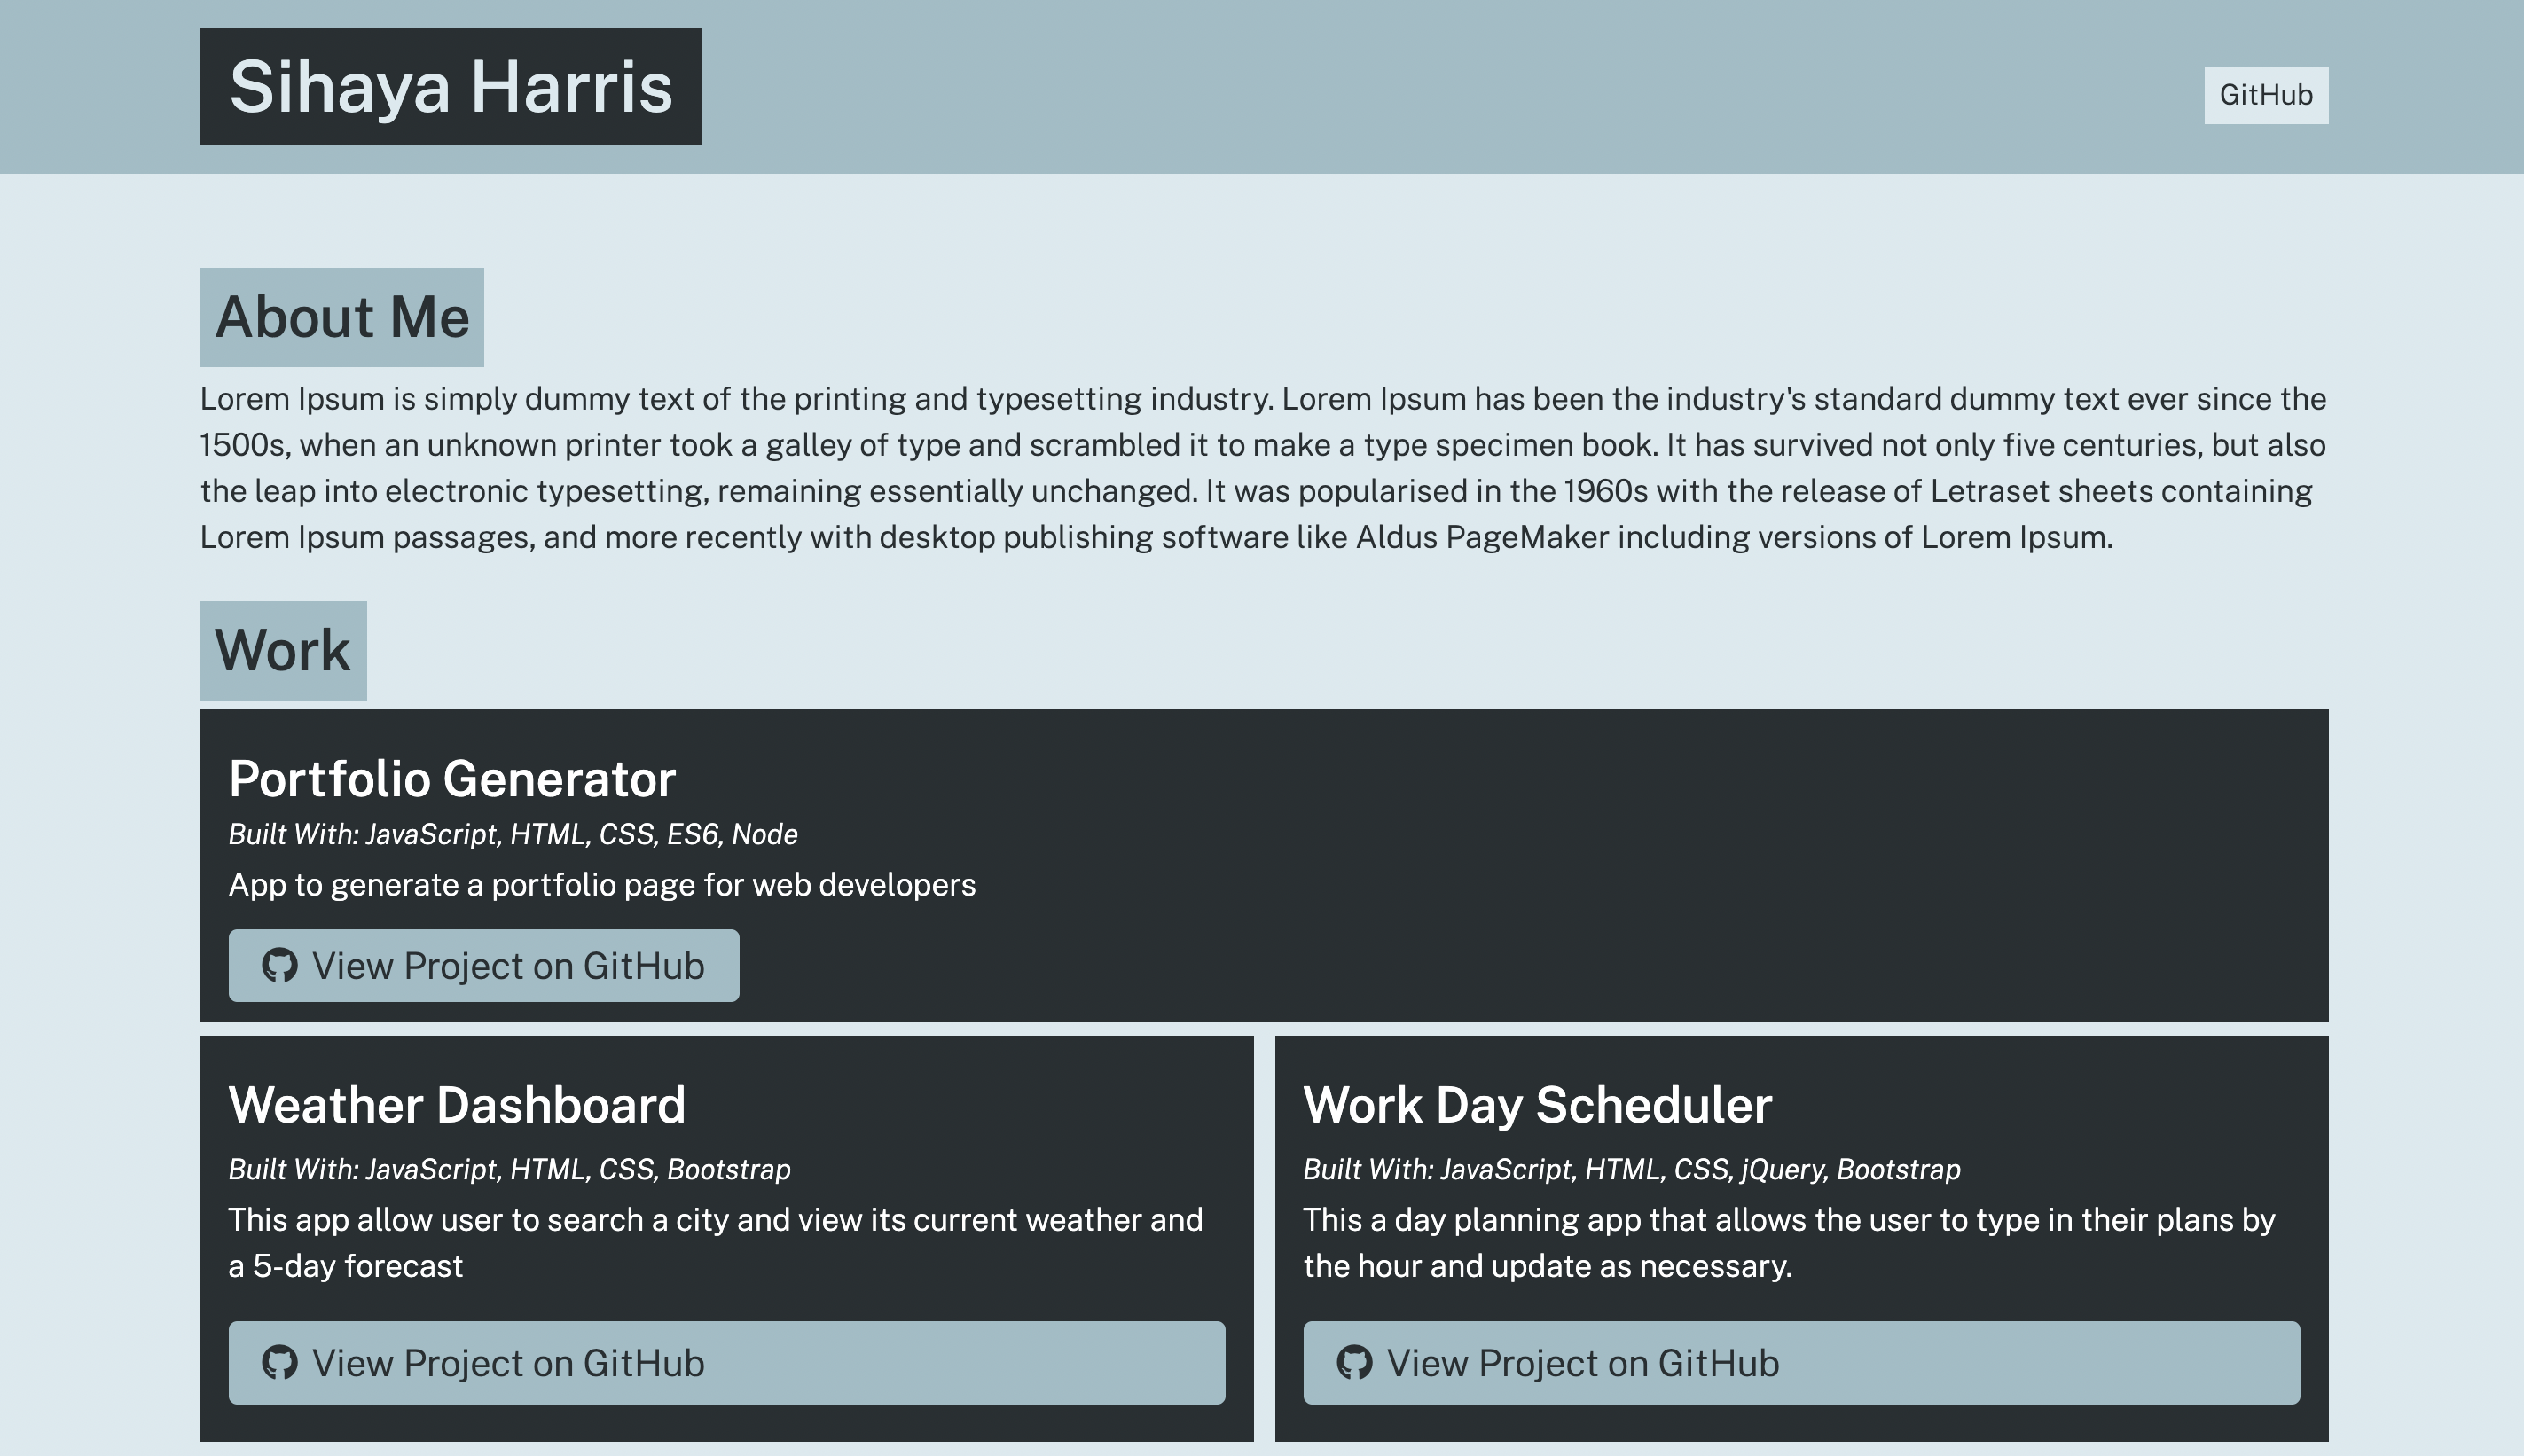 Sihaya Harris
GitHub
About Me
Lorem Ipsum is simply dummy text of the printing and typesetting industry. Lorem Ipsum has been the industry's standard dummy text ever since the
1500s, when an unknown printer took a galley of type and scrambled it to make a type specimen book. It has survived not only five centuries, but also
the leap into electronic typesetting, remaining essentially unchanged. It was popularised in the 1960s with the release of Letraset sheets containing
Lorem Ipsum passages, and more recently with desktop publishing software like Aldus PageMaker including versions of Lorem Ipsum.
Work
Portfolio Generator
Built With: JavaScript, HTML, CSS, ES6, Node
App to generate a portfolio page for web developers
View Project on GitHub
Weather Dashboard
Built With: JavaScript, HTML, CSS, Bootstrap
This app allow user to search a city and view its current weather and
a 5-day forecast
View Project on GitHub
Work Day Scheduler
Built With: JavaScript, HTML, CSS, jQuery, Bootstrap
This a day planning app that allows the user to type in their plans by
the hour and update as necessary.
View Project on GitHub